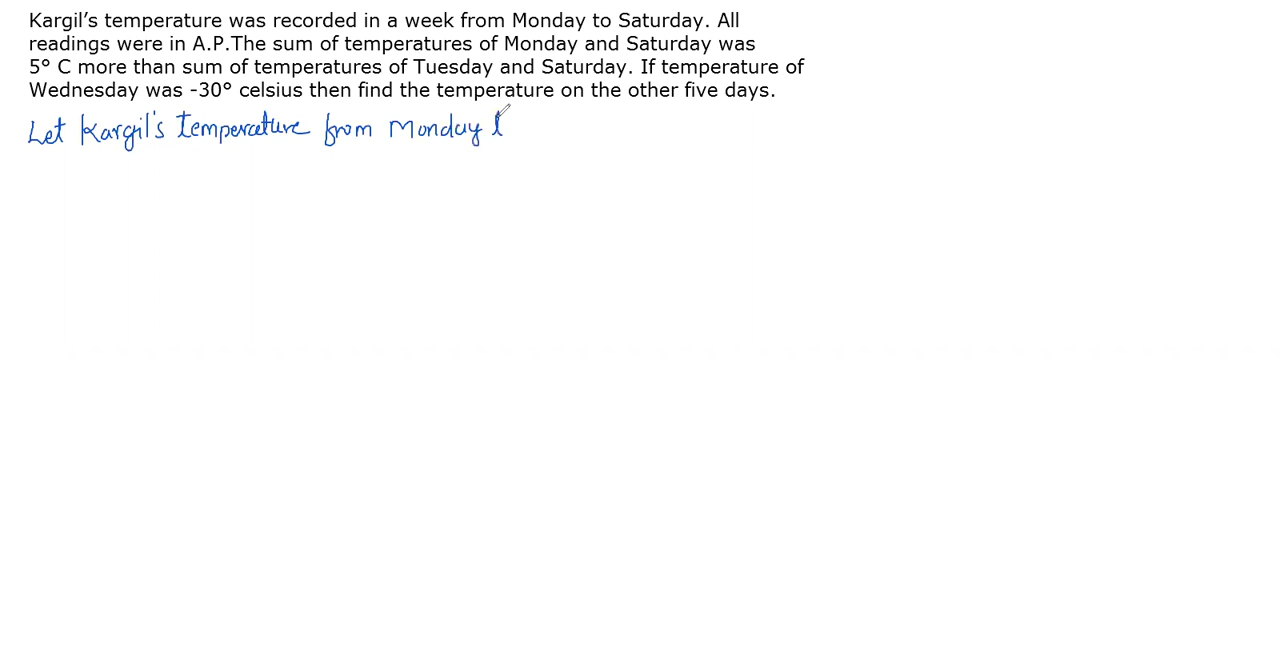 Kargil’s temperature was recorded in a week from Monday to Saturday. All
readings were in A.P.The sum of temperatures of Monday and Saturday was
5° C more than sum of temperatures of Tuesday and Saturday. If temperature of
Wednesday was -30° celsius then find the temperature on the other five days.
Let Kargil's temperature from Monday t